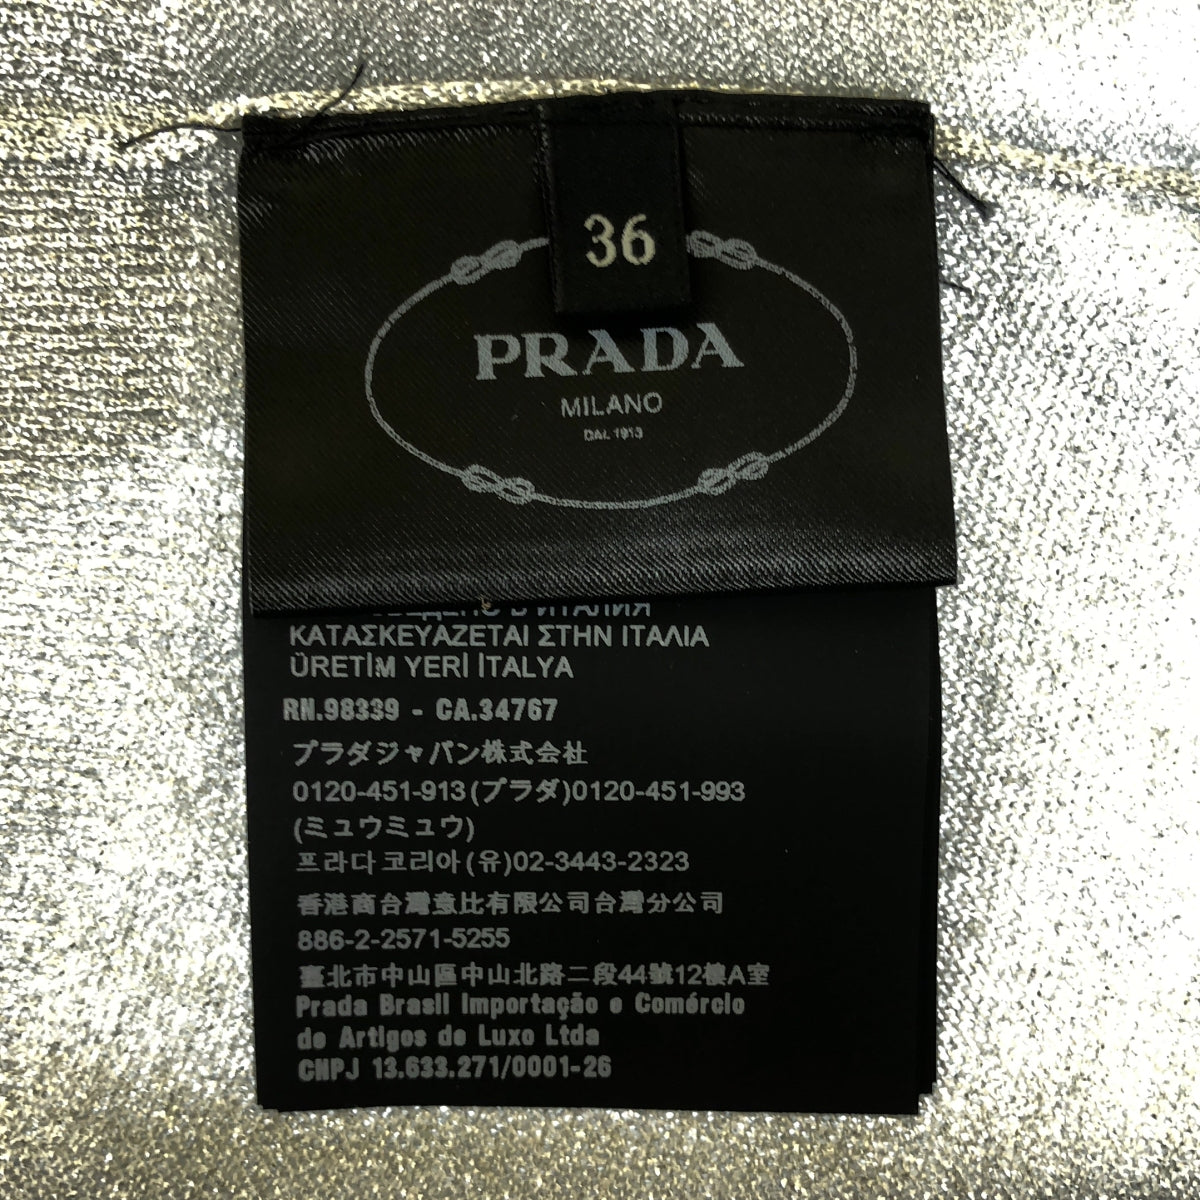 36
PRADA
MILANO
DAL 1913
В ИТАЛИЯ
ΚΑΤΑΣΚΕΥΑΖΕΤΑΙ ΣΤΗΝ ΙΤΑΛΙΑ
ÜRETİM YERİ İTALYA
RN.98339 - CA.34767
プラダジャパン株式会社
0120-451-913(プラダ)0120-451-993
(ミュウミュウ)
프라다코리아(유)02-3443-2323
香港商台灣意比有限公司台灣分公司
886-2-2571-5255
臺北市中山區中山北路二段44號12樓A室
Prada Brasil Importação e Comércio
de Artigos de Luxo Ltda
CNPJ 13.633.271/0001-26